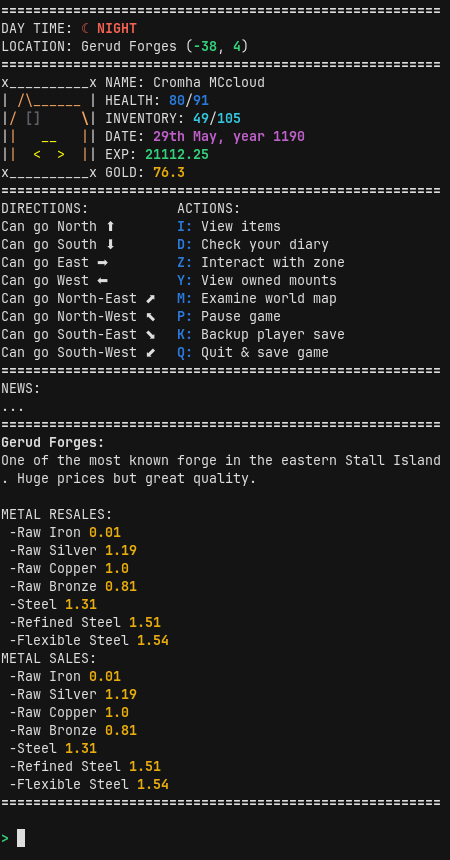 =======================================================
DAY TIME: ☾ NIGHT
LOCATION: Gerud Forges (-38, 4)
=======================================================
x__________x NAME: Cromha MCcloud
| /\______ | HEALTH: 80/91
|/ []     \| INVENTORY: 49/105
||   __   || DATE: 29th May, year 1190
||  <  >  || EXP: 21112.25
x__________x GOLD: 76.3
=======================================================
DIRECTIONS:           ACTIONS:
Can go North ⬆        I: View items
Can go South ⬇        D: Check your diary
Can go East ➡         Z: Interact with zone
Can go West ⬅         Y: View owned mounts
Can go North-East ⬈   M: Examine world map
Can go North-West ⬉   P: Pause game
Can go South-East ⬊   K: Backup player save
Can go South-West ⬋   Q: Quit & save game
=======================================================
NEWS:
...
=======================================================
Gerud Forges:
One of the most known forge in the eastern Stall Island
. Huge prices but great quality.

METAL RESALES:
 -Raw Iron 0.01
 -Raw Silver 1.19
 -Raw Copper 1.0
 -Raw Bronze 0.81
 -Steel 1.31
 -Refined Steel 1.51
 -Flexible Steel 1.54
METAL SALES:
 -Raw Iron 0.01
 -Raw Silver 1.19
 -Raw Copper 1.0
 -Raw Bronze 0.81
 -Steel 1.31
 -Refined Steel 1.51
 -Flexible Steel 1.54
=======================================================

>